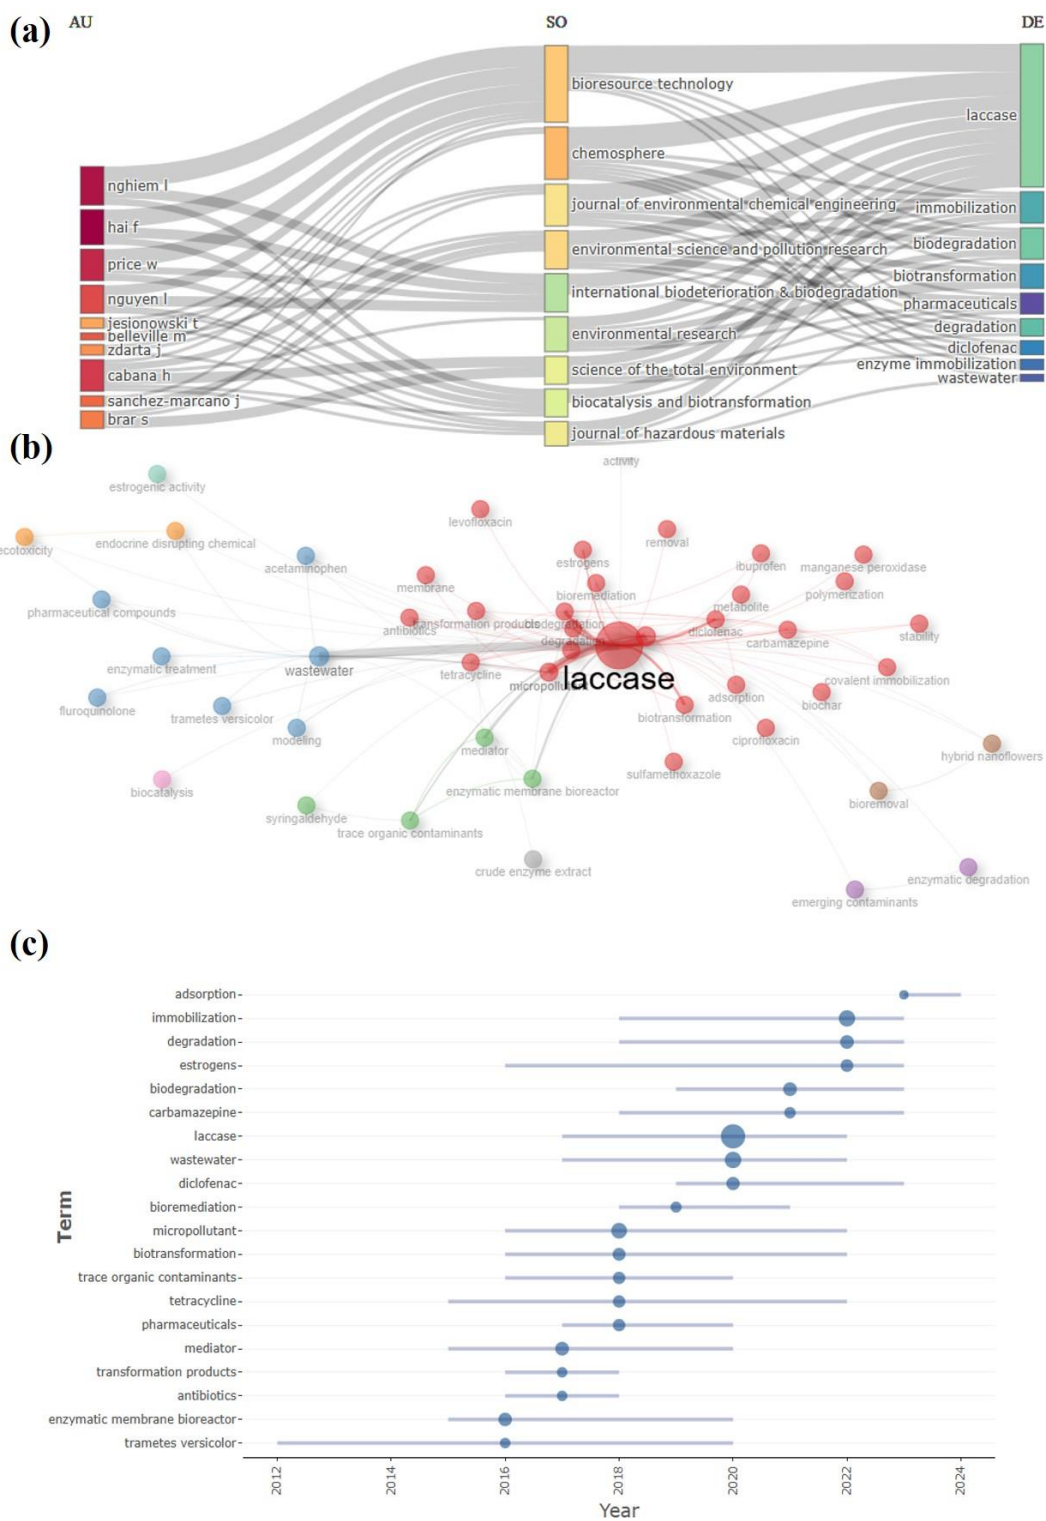 (a)
AU
SO
DE
nghiem l
hai f
price w
nguyen l
jesionowski t
belleville m
zdarta j
cabana h
sanchez-marcano j
brar s
bioresource technology
chemosphere
journal of environmental chemical engineering
environmental science and pollution research
international biodeterioration & biodegradation
environmental research
science of the total environment
biocatalysis and biotransformation
journal of hazardous materials
laccase
immobilization
biodegradation
biotransformation
pharmaceuticals
degradation
diclofenac
enzyme immobilization
wastewater
(b)
activity
estrogenic activity
levofloxacin
endocrine disrupting chemical
ecotoxicity
removal
estrogens
acetaminophen
ibuprofen
manganese peroxidase
membrane
bioremediation
polymerization
metabolite
pharmaceutical compounds
transformation products
biodegradation
antibiotics
diclofenac
stability
degradation
carbamazepine
enzymatic treatment
wastewater
tetracycline
micropollutant
laccase
covalent immobilization
adsorption
biochar
fluroquinolone
trametes versicolor
biotransformation
modeling
ciprofloxacin
mediator
hybrid nanoflowers
sulfamethoxazole
biocatalysis
enzymatic membrane bioreactor
bioremoval
syringaldehyde
trace organic contaminants
crude enzyme extract
enzymatic degradation
emerging contaminants
(c)
Term
adsorption
immobilization
degradation
estrogens
biodegradation
carbamazepine
laccase
wastewater
diclofenac
bioremediation
micropollutant
biotransformation
trace organic contaminants
tetracycline
pharmaceuticals
mediator
transformation products
antibiotics
enzymatic membrane bioreactor
trametes versicolor
2012
2014
2016
2018
2020
2022
2024
Year